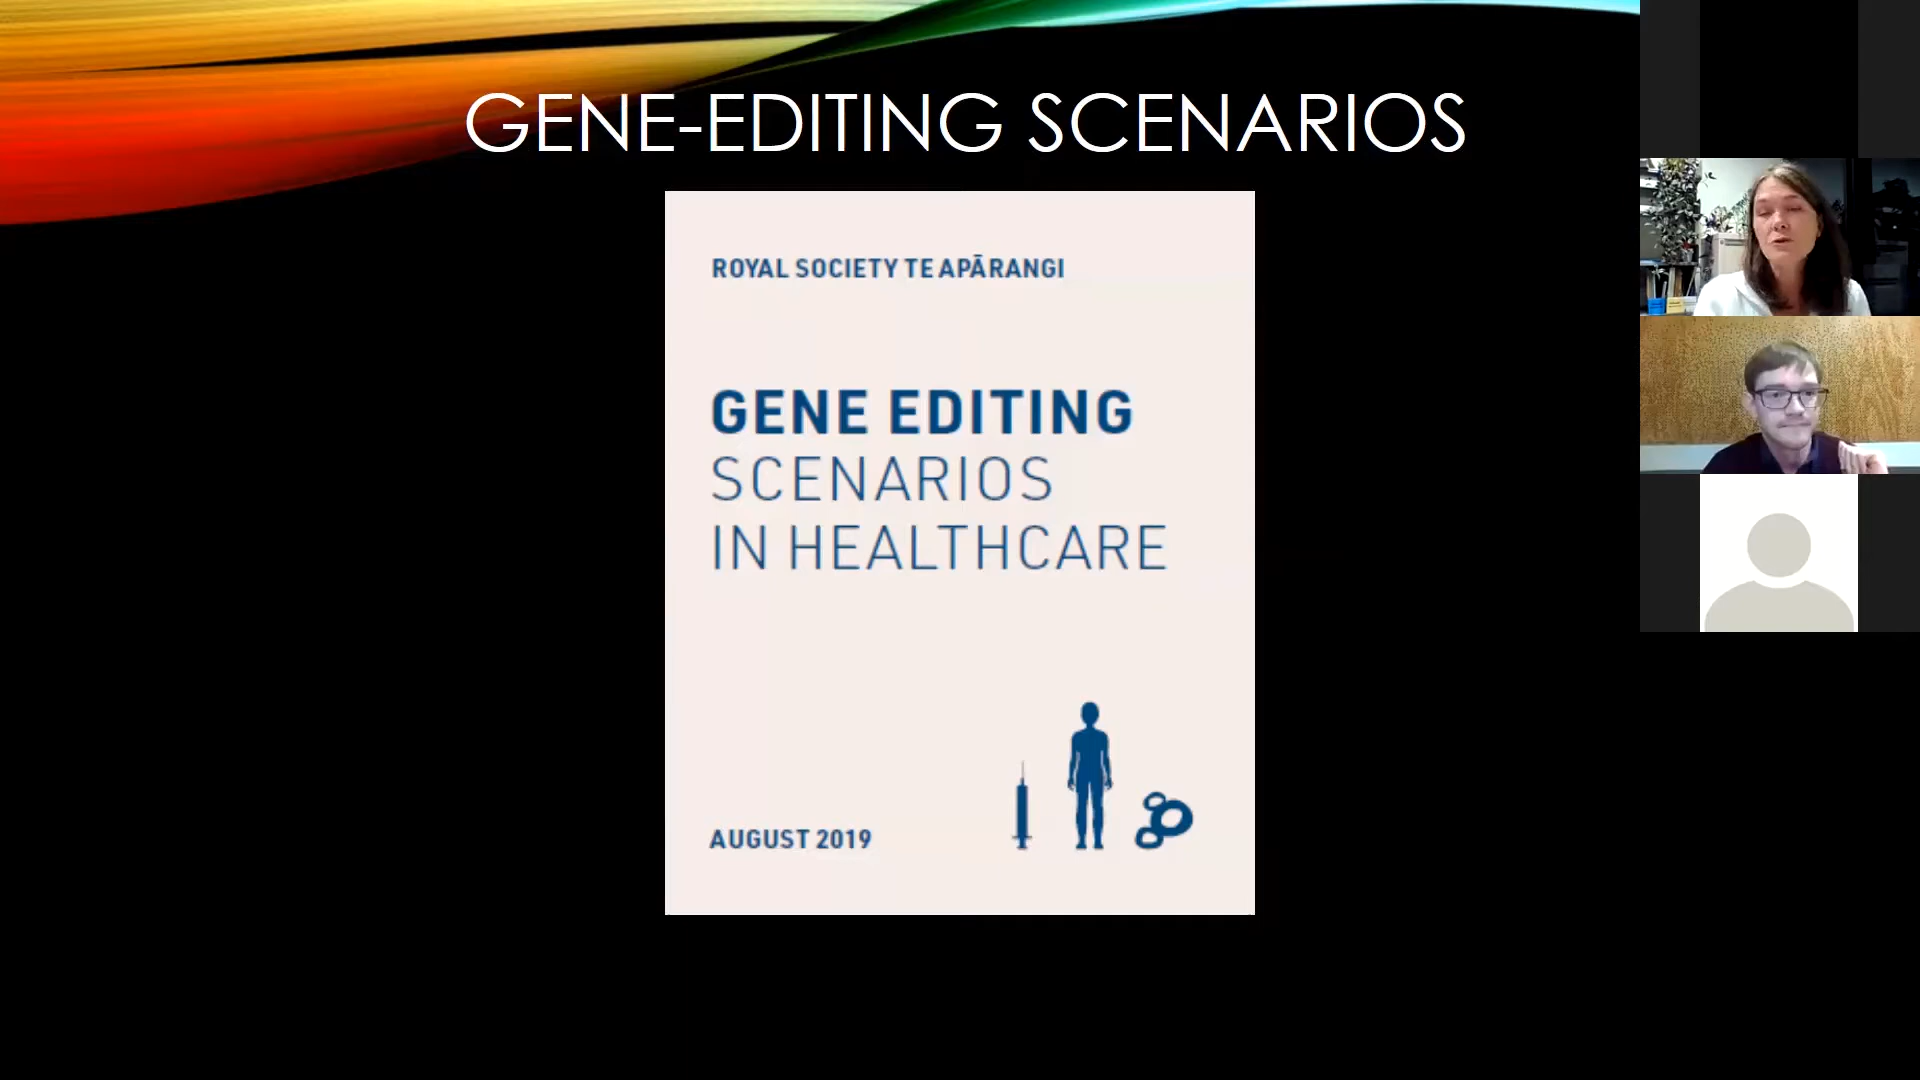 GENE-EDITING SCENARIOS
ROYAL SOCIETY TE APĀRANGI
GENE EDITING
SCENARIOS
IN HEALTHCARE
AUGUST 2019